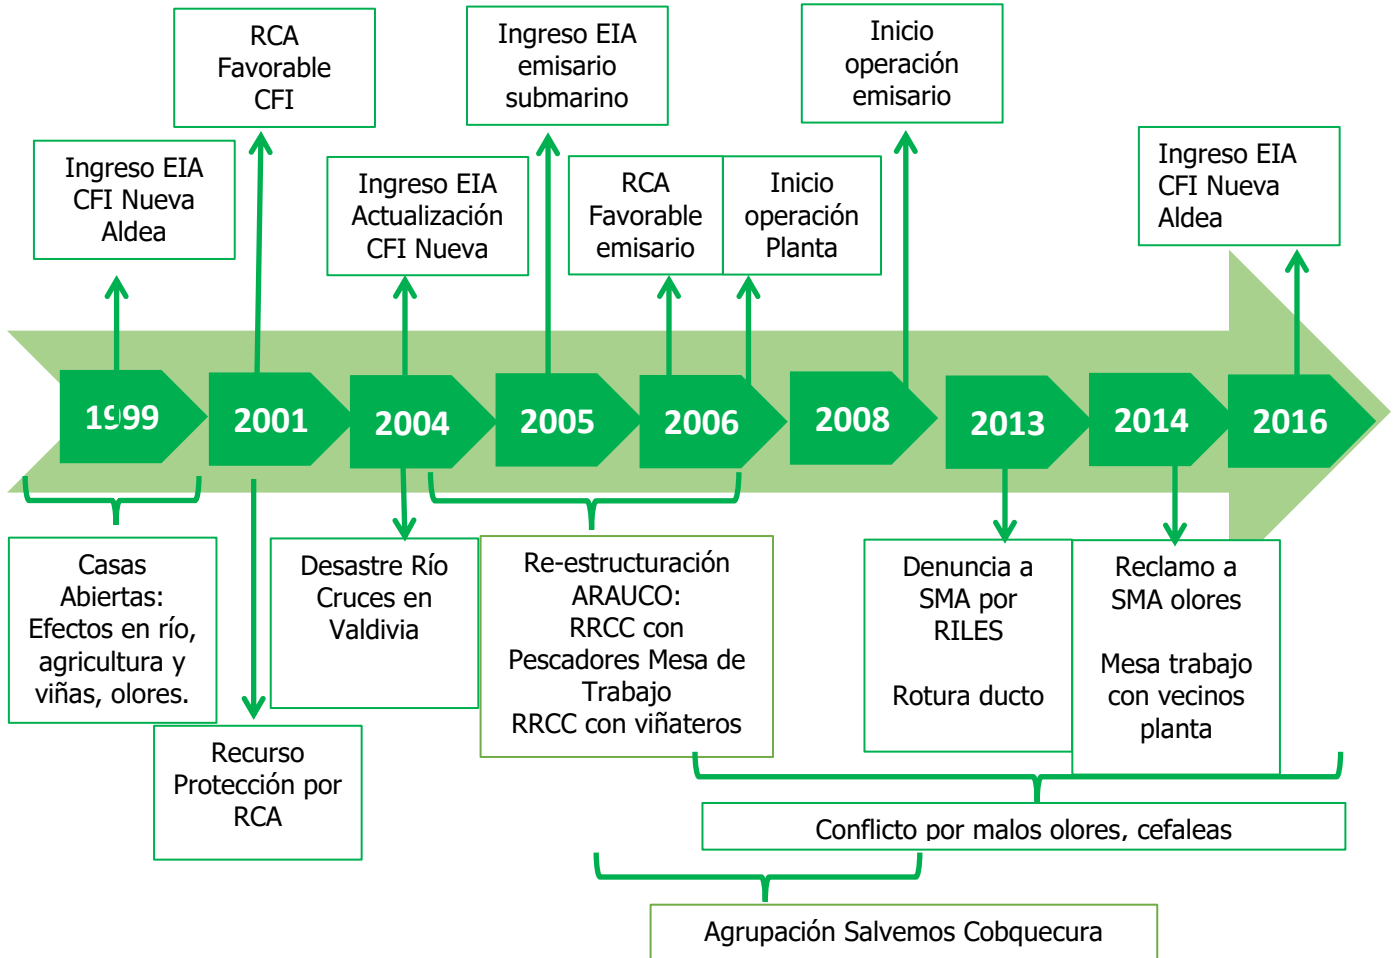 RCA
Favorable
CFI
Ingreso EIA
emisario
submarino
Inicio
operación
emisario
Ingreso EIA
CFI Nueva
Aldea
Ingreso EIA
Actualización
CFI Nueva
RCA
Favorable
emisario
Inicio
operación
Planta
Ingreso EIA
CFI Nueva
Aldea
1999
2001
2004
2005
2006
2008
2013
2014
2016
Casas
Abiertas:
Efectos en río,
agricultura y
viñas, olores.
Recurso
Protección por
RCA
Desastre Río
Cruces en
Valdivia
Re-estructuración
ARAUCO:
RRCC con
Pescadores Mesa de
Trabajo
RRCC con viñateros
Denuncia a
SMA por
RILES
Rotura ducto
Reclamo a
SMA olores
Mesa trabajo
con vecinos
planta
Conflicto por malos olores, cefaleas
Agrupación Salvemos Cobquecura